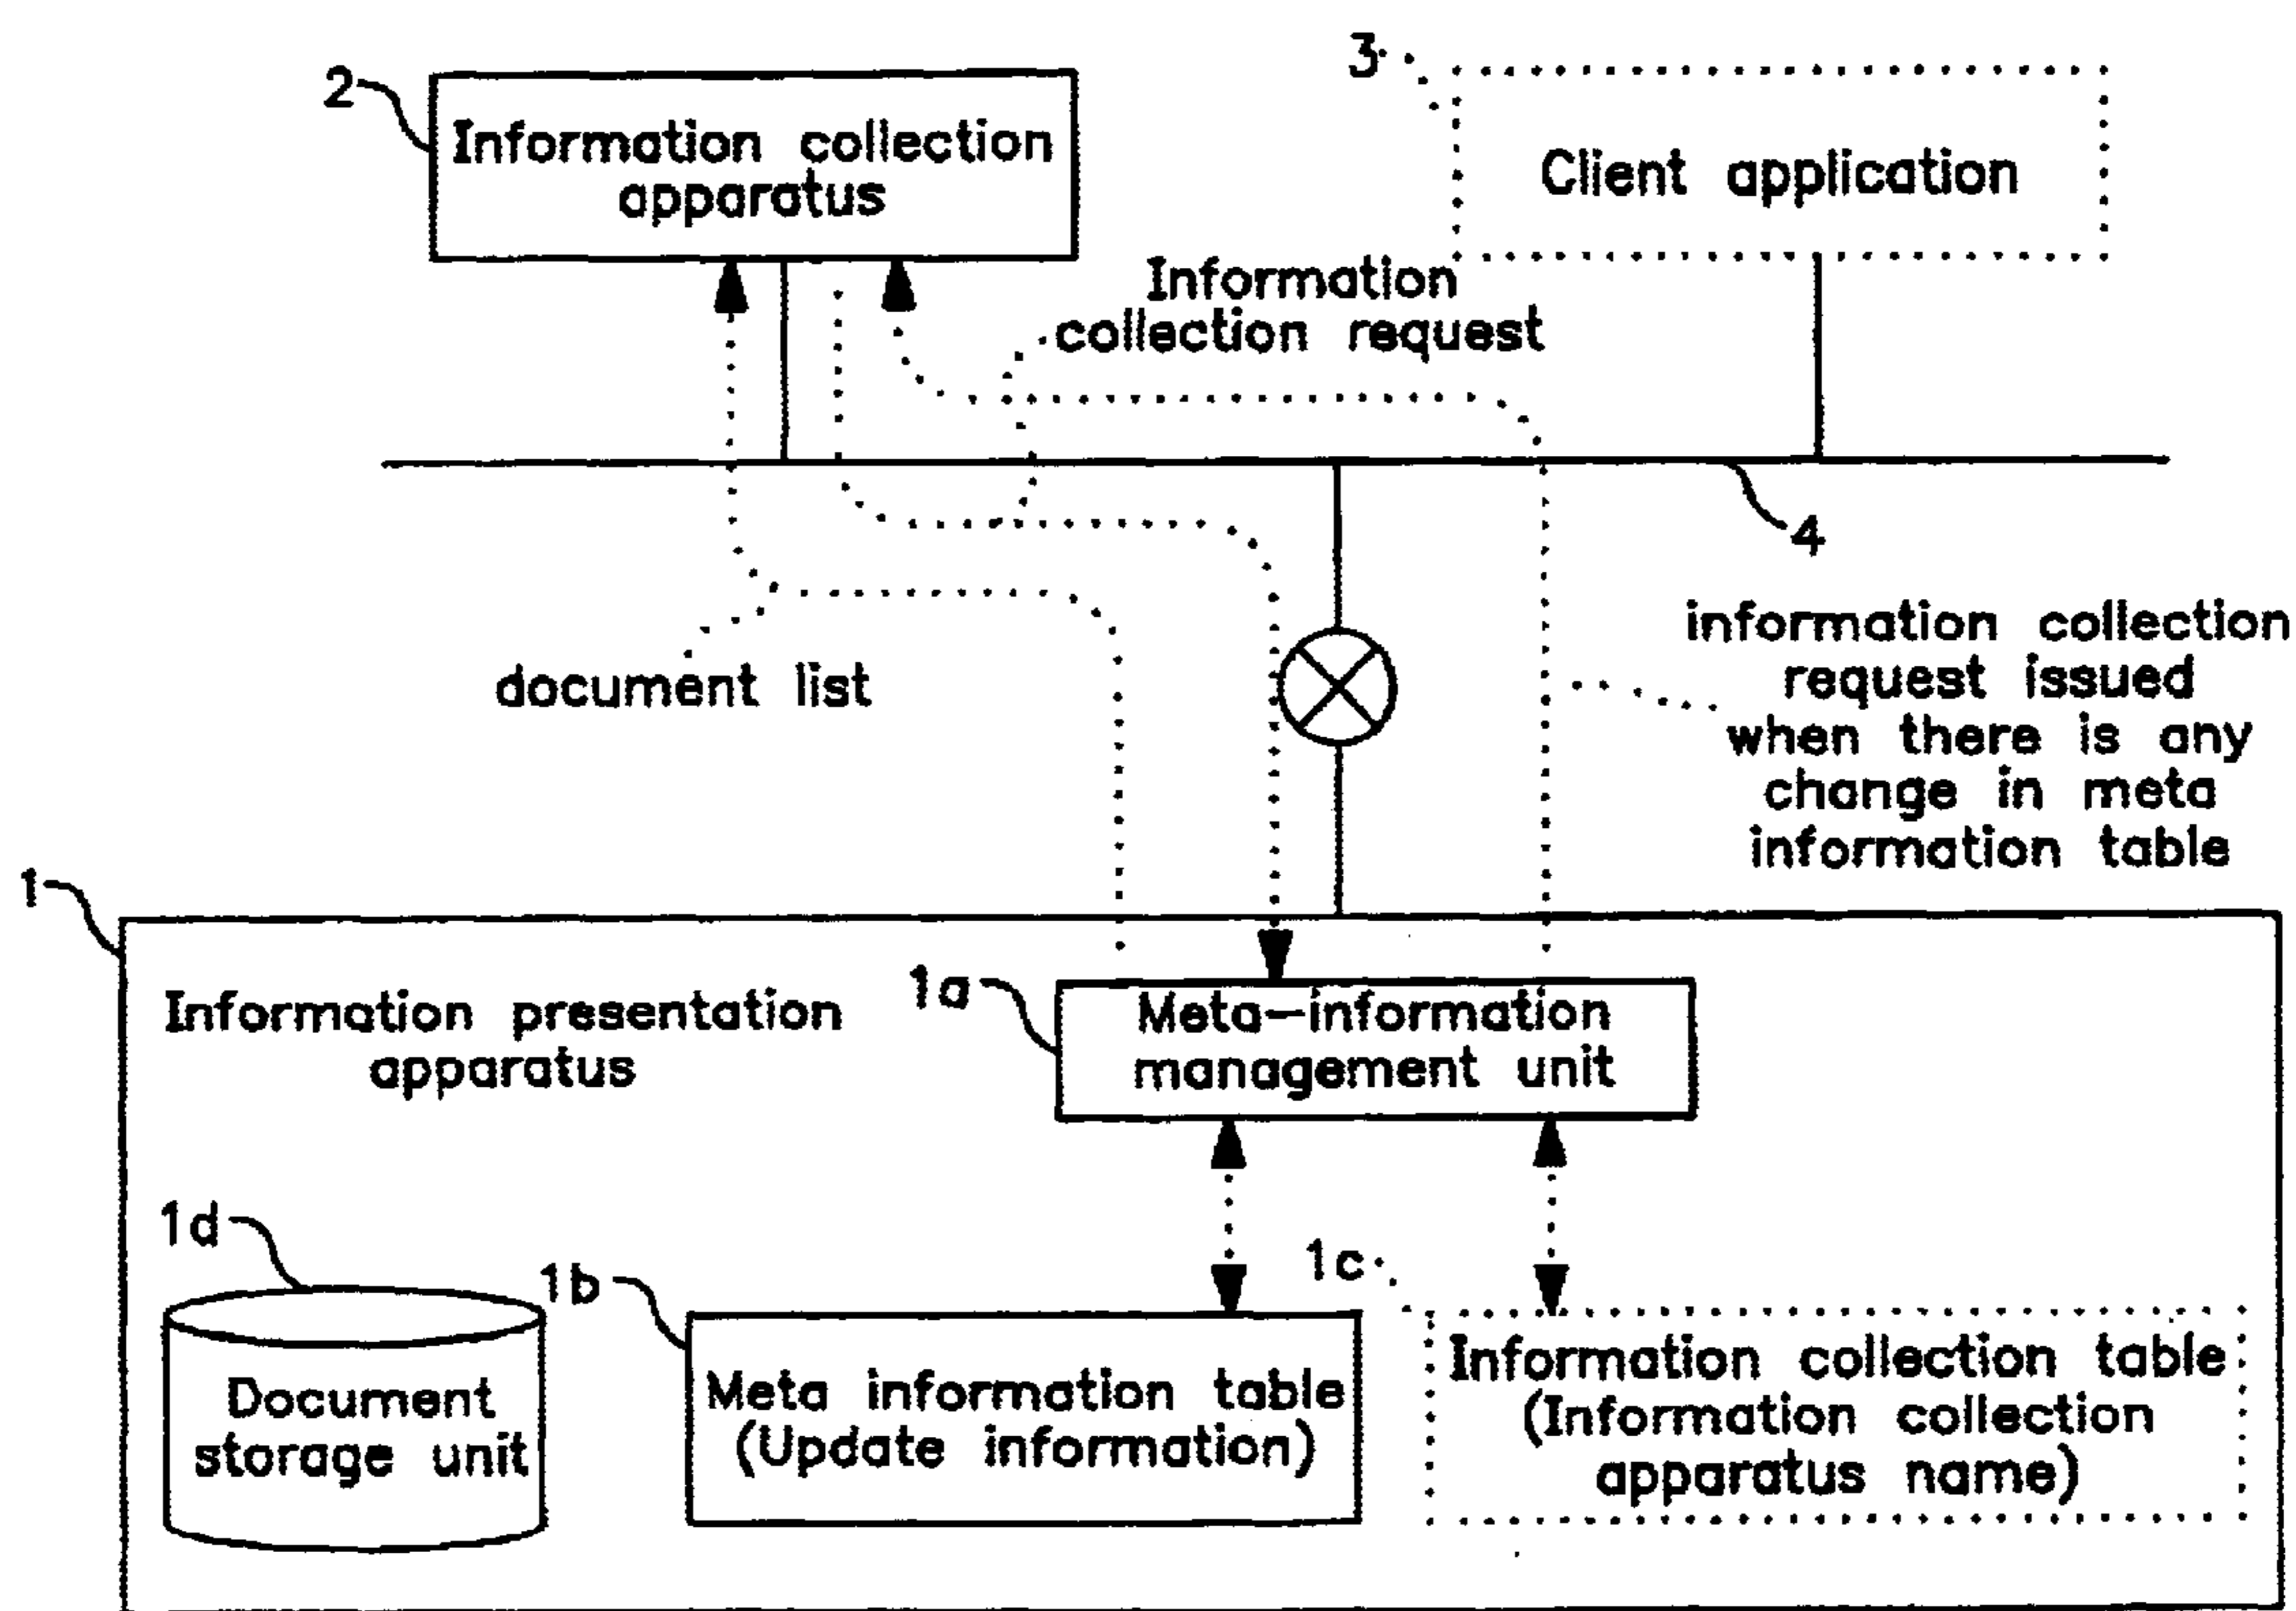 2
Information collection
apparatus
3
Client application
Information
collection request
4
document list
information collection
request issued
when there is any
change in meta
information table
1
Information presentation
apparatus
1a
Meta-information
management unit
1d
Document
storage unit
1b
Meta information table
(Update information)
1c
Information collection table
(Information collection
apparatus name)